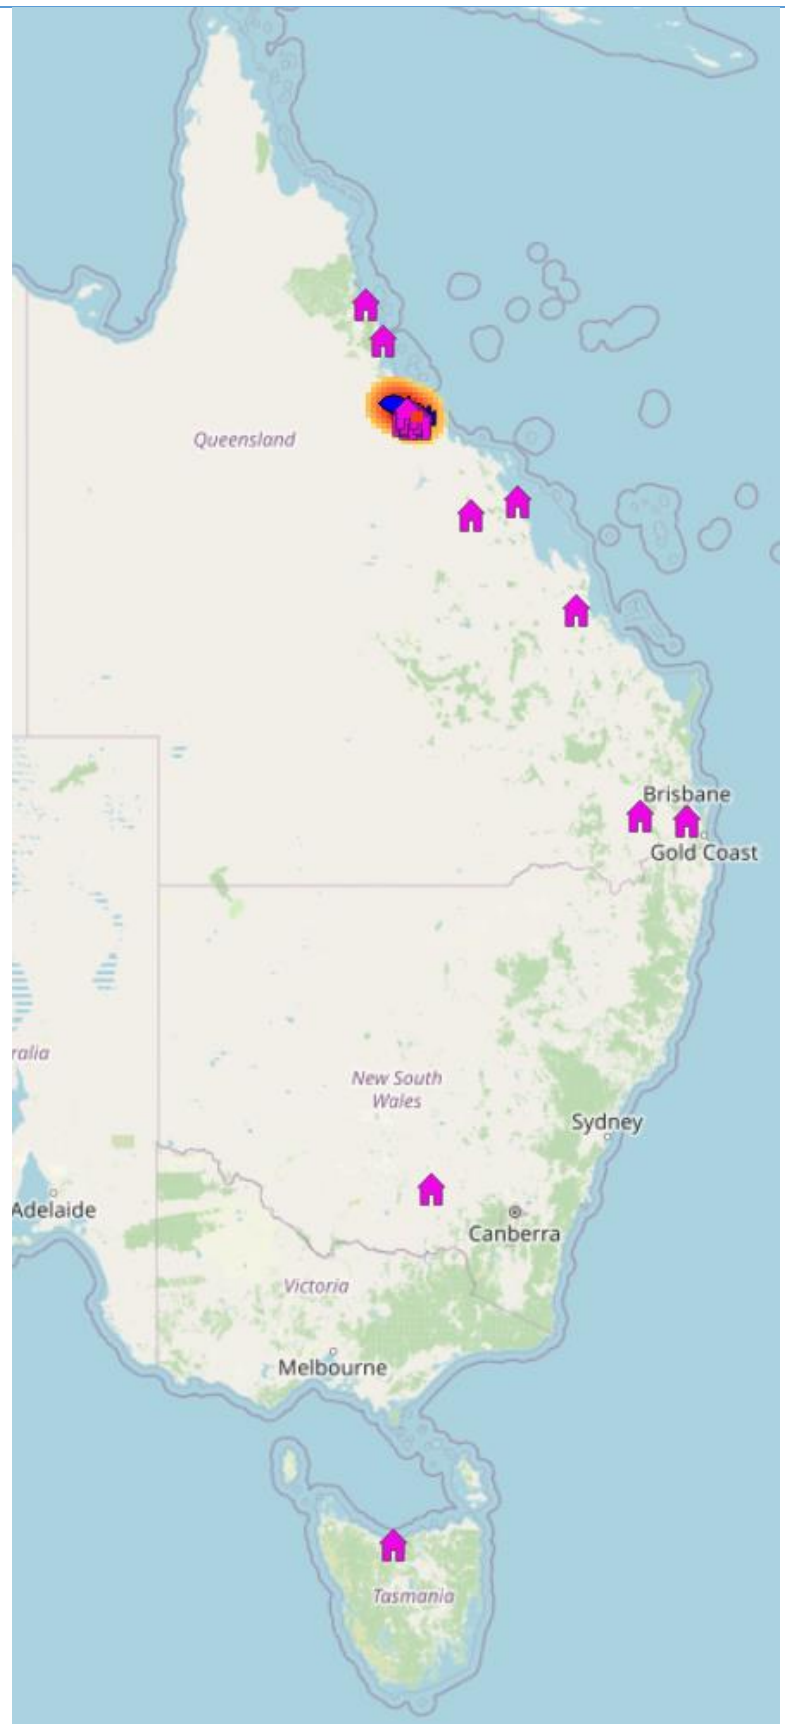 Queensland
Brisbane
Gold Coast
ralia
New South
Wales
Sydney
Adelaide
Canberra
Victoria
Melbourne
Tasmania